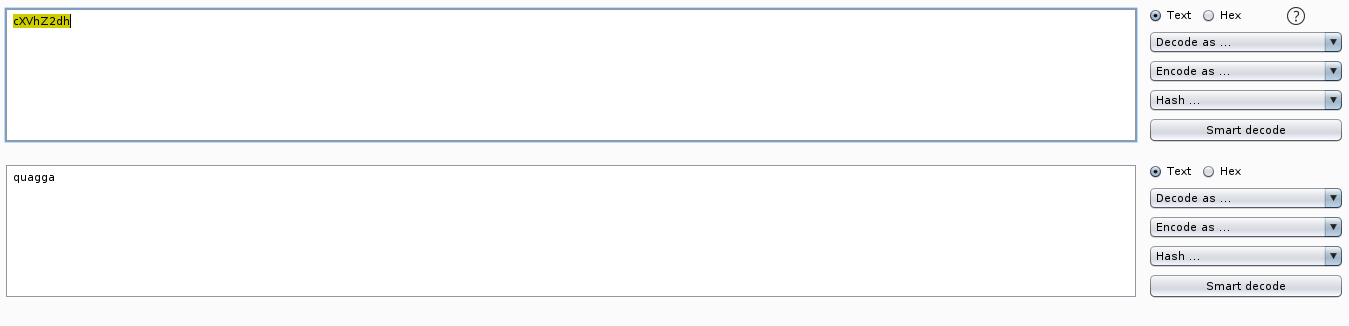 cXVhZ2dh
Text Hex ?
Decode as ...
Encode as ...
Hash ...
Smart decode
quagga
Text Hex
Decode as ...
Encode as ...
Hash ...
Smart decode